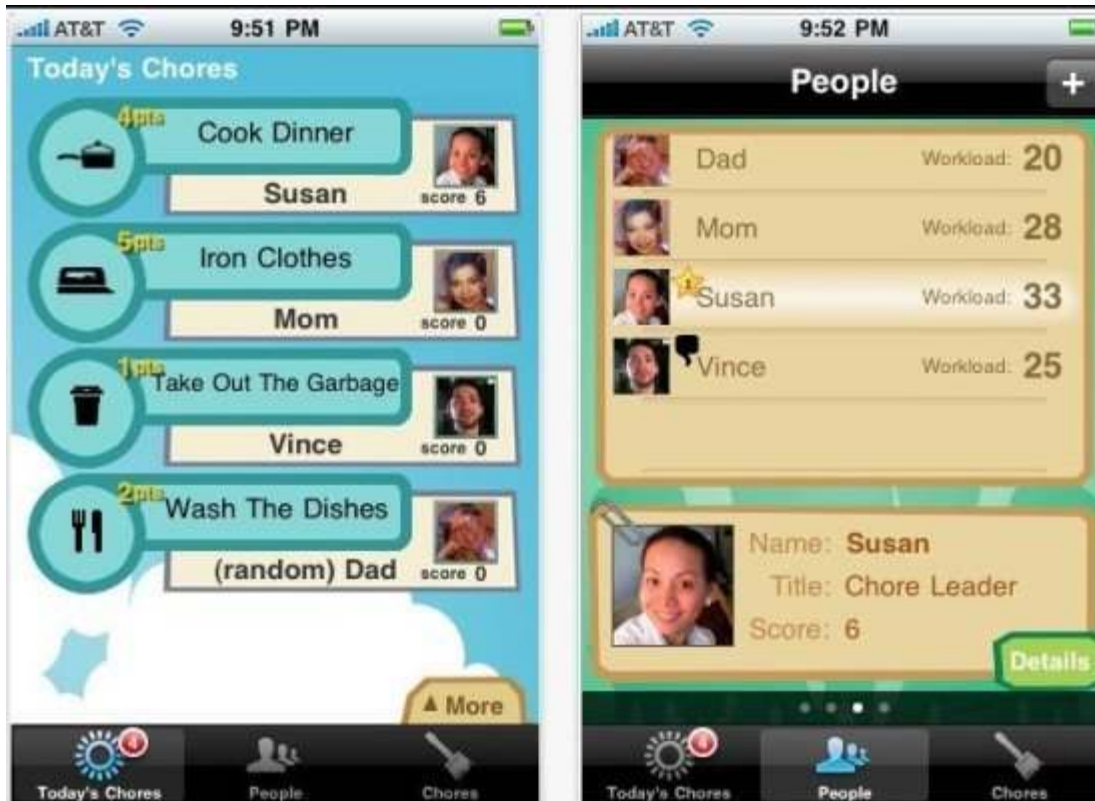 AT&T 9:51 PM
Today's Chores
4pts
Cook Dinner
Susan
score 6
5pts
Iron Clothes
Mom
score 0
1pts
Take Out The Garbage
Vince
score 0
2pts
Wash The Dishes
(random) Dad
score 0
▲ More
4
Today's Chores People Chores
AT&T 9:52 PM
People +
Dad Workload: 20
Mom Workload: 28
Susan Workload: 33
Vince Workload: 25
Name: Susan
Title: Chore Leader
Score: 6
Details
4
Today's Chores People Chores